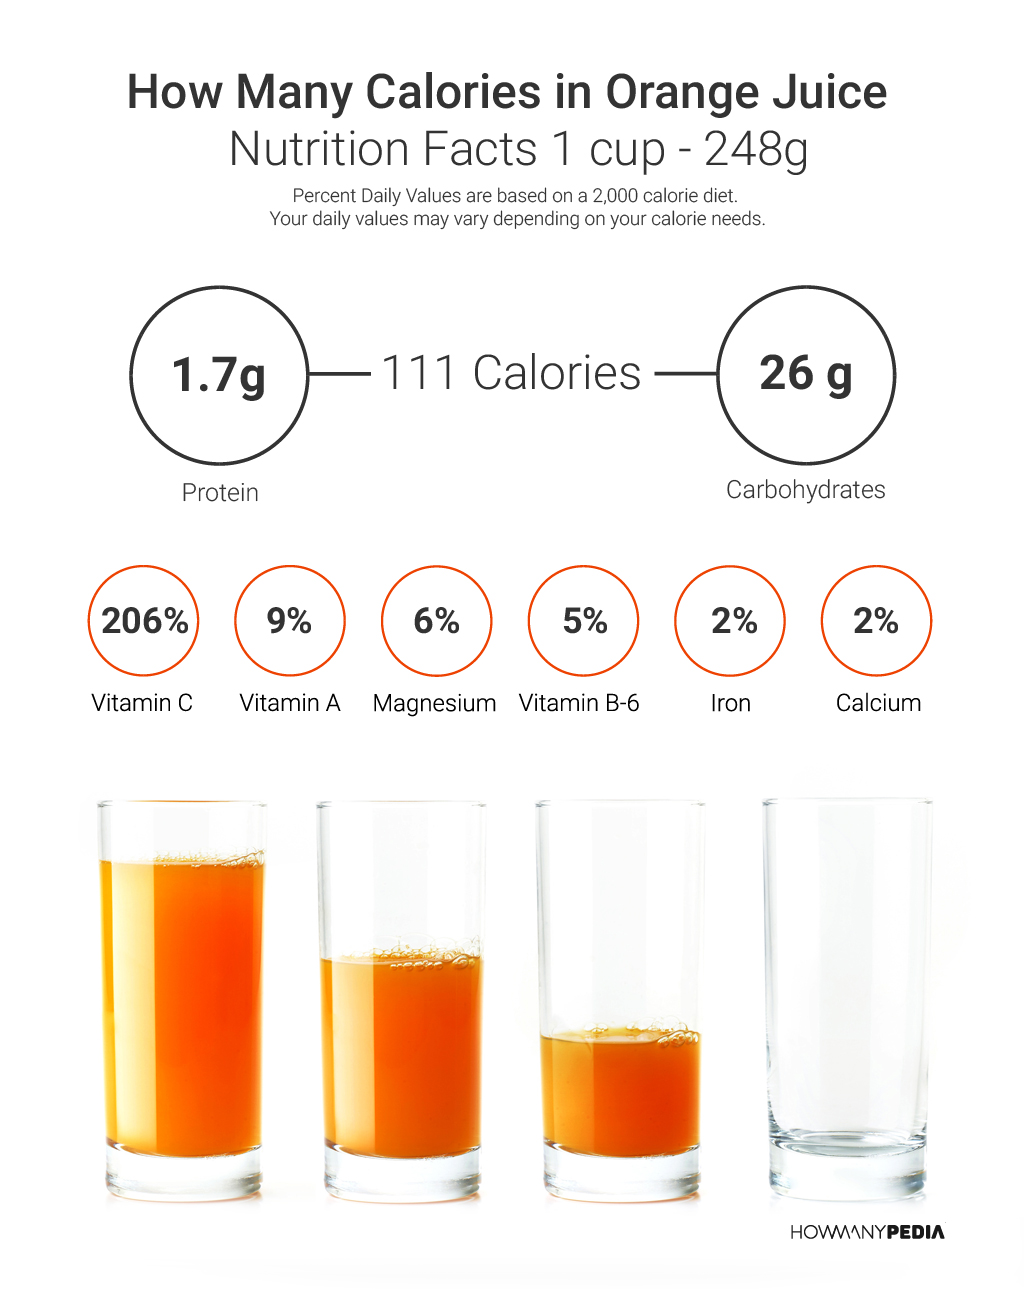 How Many Calories in Orange Juice
Nutrition Facts 1 cup - 248g
Percent Daily Values are based on a 2,000 calorie diet.
Your daily values may vary depending on your calorie needs.
1.7g
111 Calories
26 g
Protein
Carbohydrates
206%
9%
6%
5%
2%
2%
Vitamin C
Vitamin A
Magnesium
Vitamin B-6
Iron
Calcium
HOWMANYPEDIA